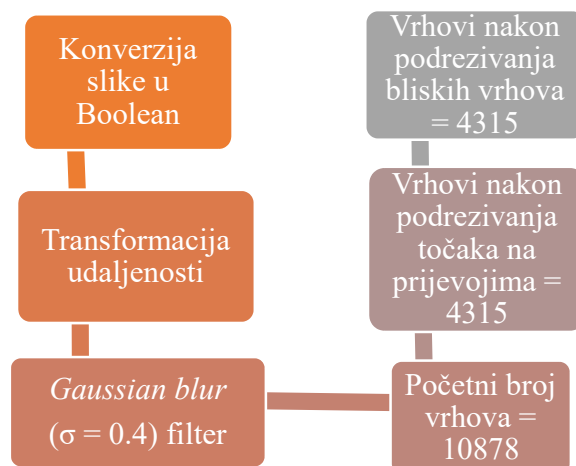 Konverzija
slike u
Boolean
Transformacija
udaljenosti
Gaussian blur
(σ = 0.4) filter
Početni broj
vrhova =
10878
Vrhovi nakon
podrezivanja
točaka na
prijevojima =
4315
Vrhovi nakon
podrezivanja
bliskih vrhova
= 4315